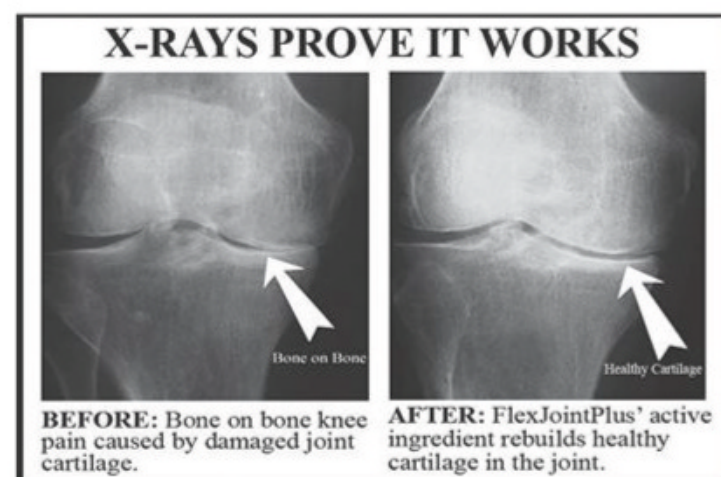 X-RAYS PROVE IT WORKS
Bone on Bone
Healthy Cartilage
BEFORE: Bone on bone knee
pain caused by damaged joint
cartilage.
AFTER: FlexJointPlus’ active
ingredient rebuilds healthy
cartilage in the joint.